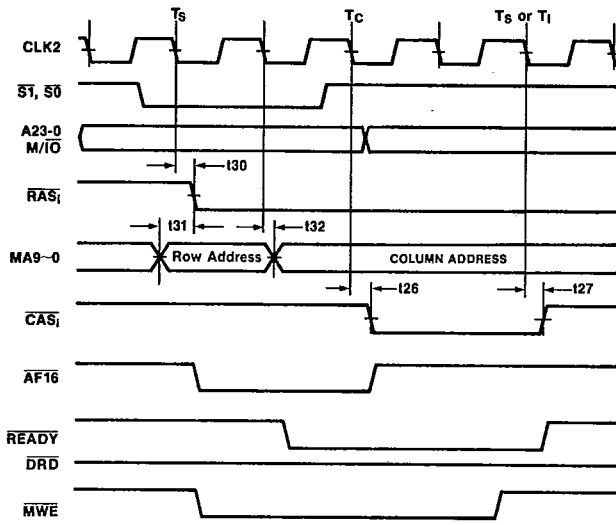 TS TC TS or TI
CLK2
S1, S0
A23-0
M/IO
t30
RASi
t31 t32
MA9~0 Row Address COLUMN ADDRESS
t26 t27
CASi
AF16
READY
DRD
MWE